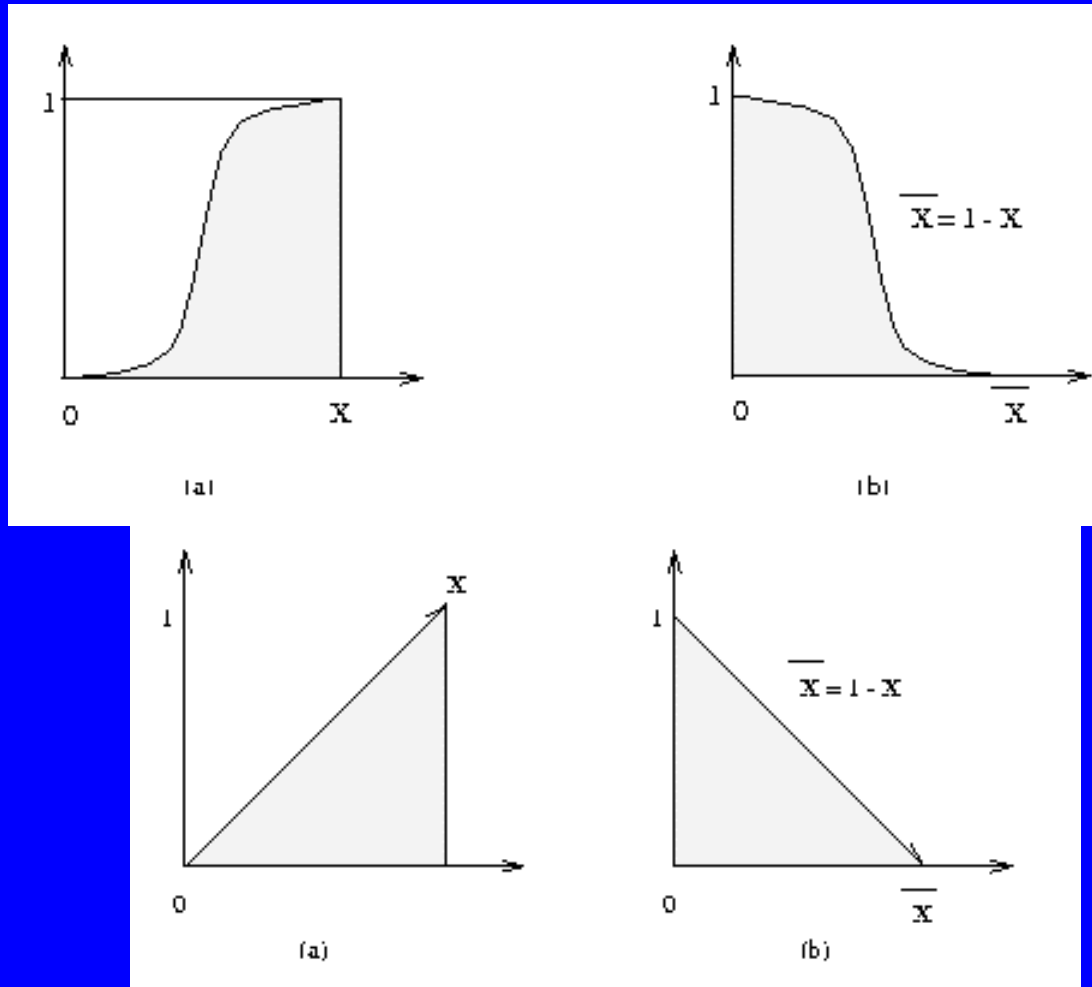 1 1
X̅ = 1 - X
0 X 0 X̅
(a) (b)
X
1 1
X̅ = 1 - X
0 0 X̅
(a) (b)